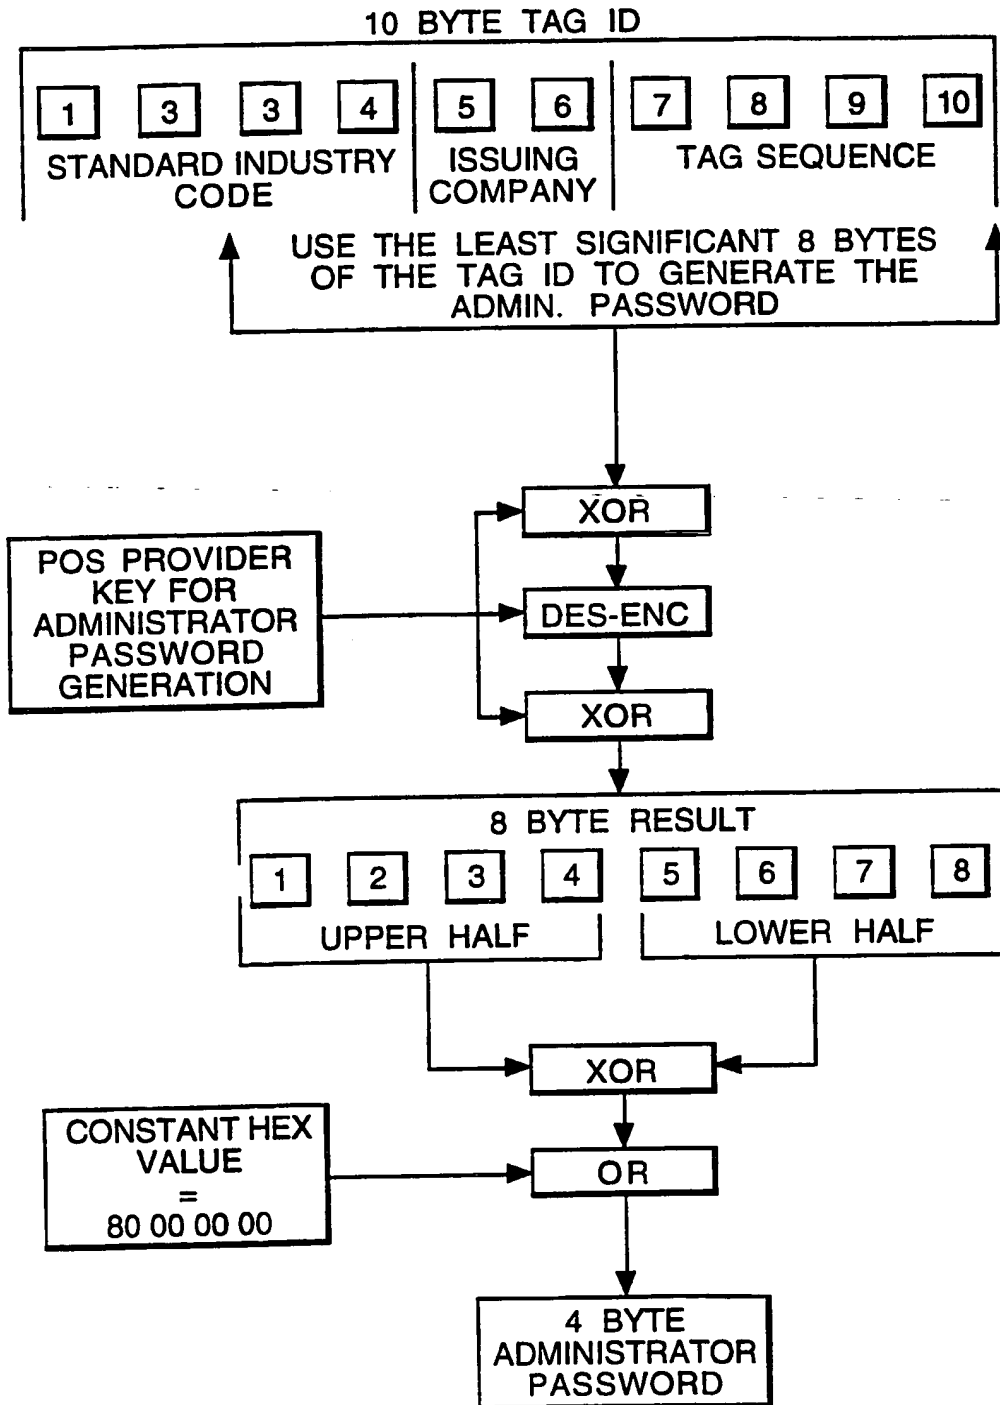 10 BYTE TAG ID
1 3 3 4 5 6 7 8 9 10
STANDARD INDUSTRY
CODE
ISSUING
COMPANY
TAG SEQUENCE
USE THE LEAST SIGNIFICANT 8 BYTES
OF THE TAG ID TO GENERATE THE
ADMIN. PASSWORD
XOR
POS PROVIDER
KEY FOR
ADMINISTRATOR
PASSWORD
GENERATION
DES-ENC
XOR
8 BYTE RESULT
1 2 3 4 5 6 7 8
UPPER HALF
LOWER HALF
XOR
CONSTANT HEX
VALUE
=
80 00 00 00
OR
4 BYTE
ADMINISTRATOR
PASSWORD